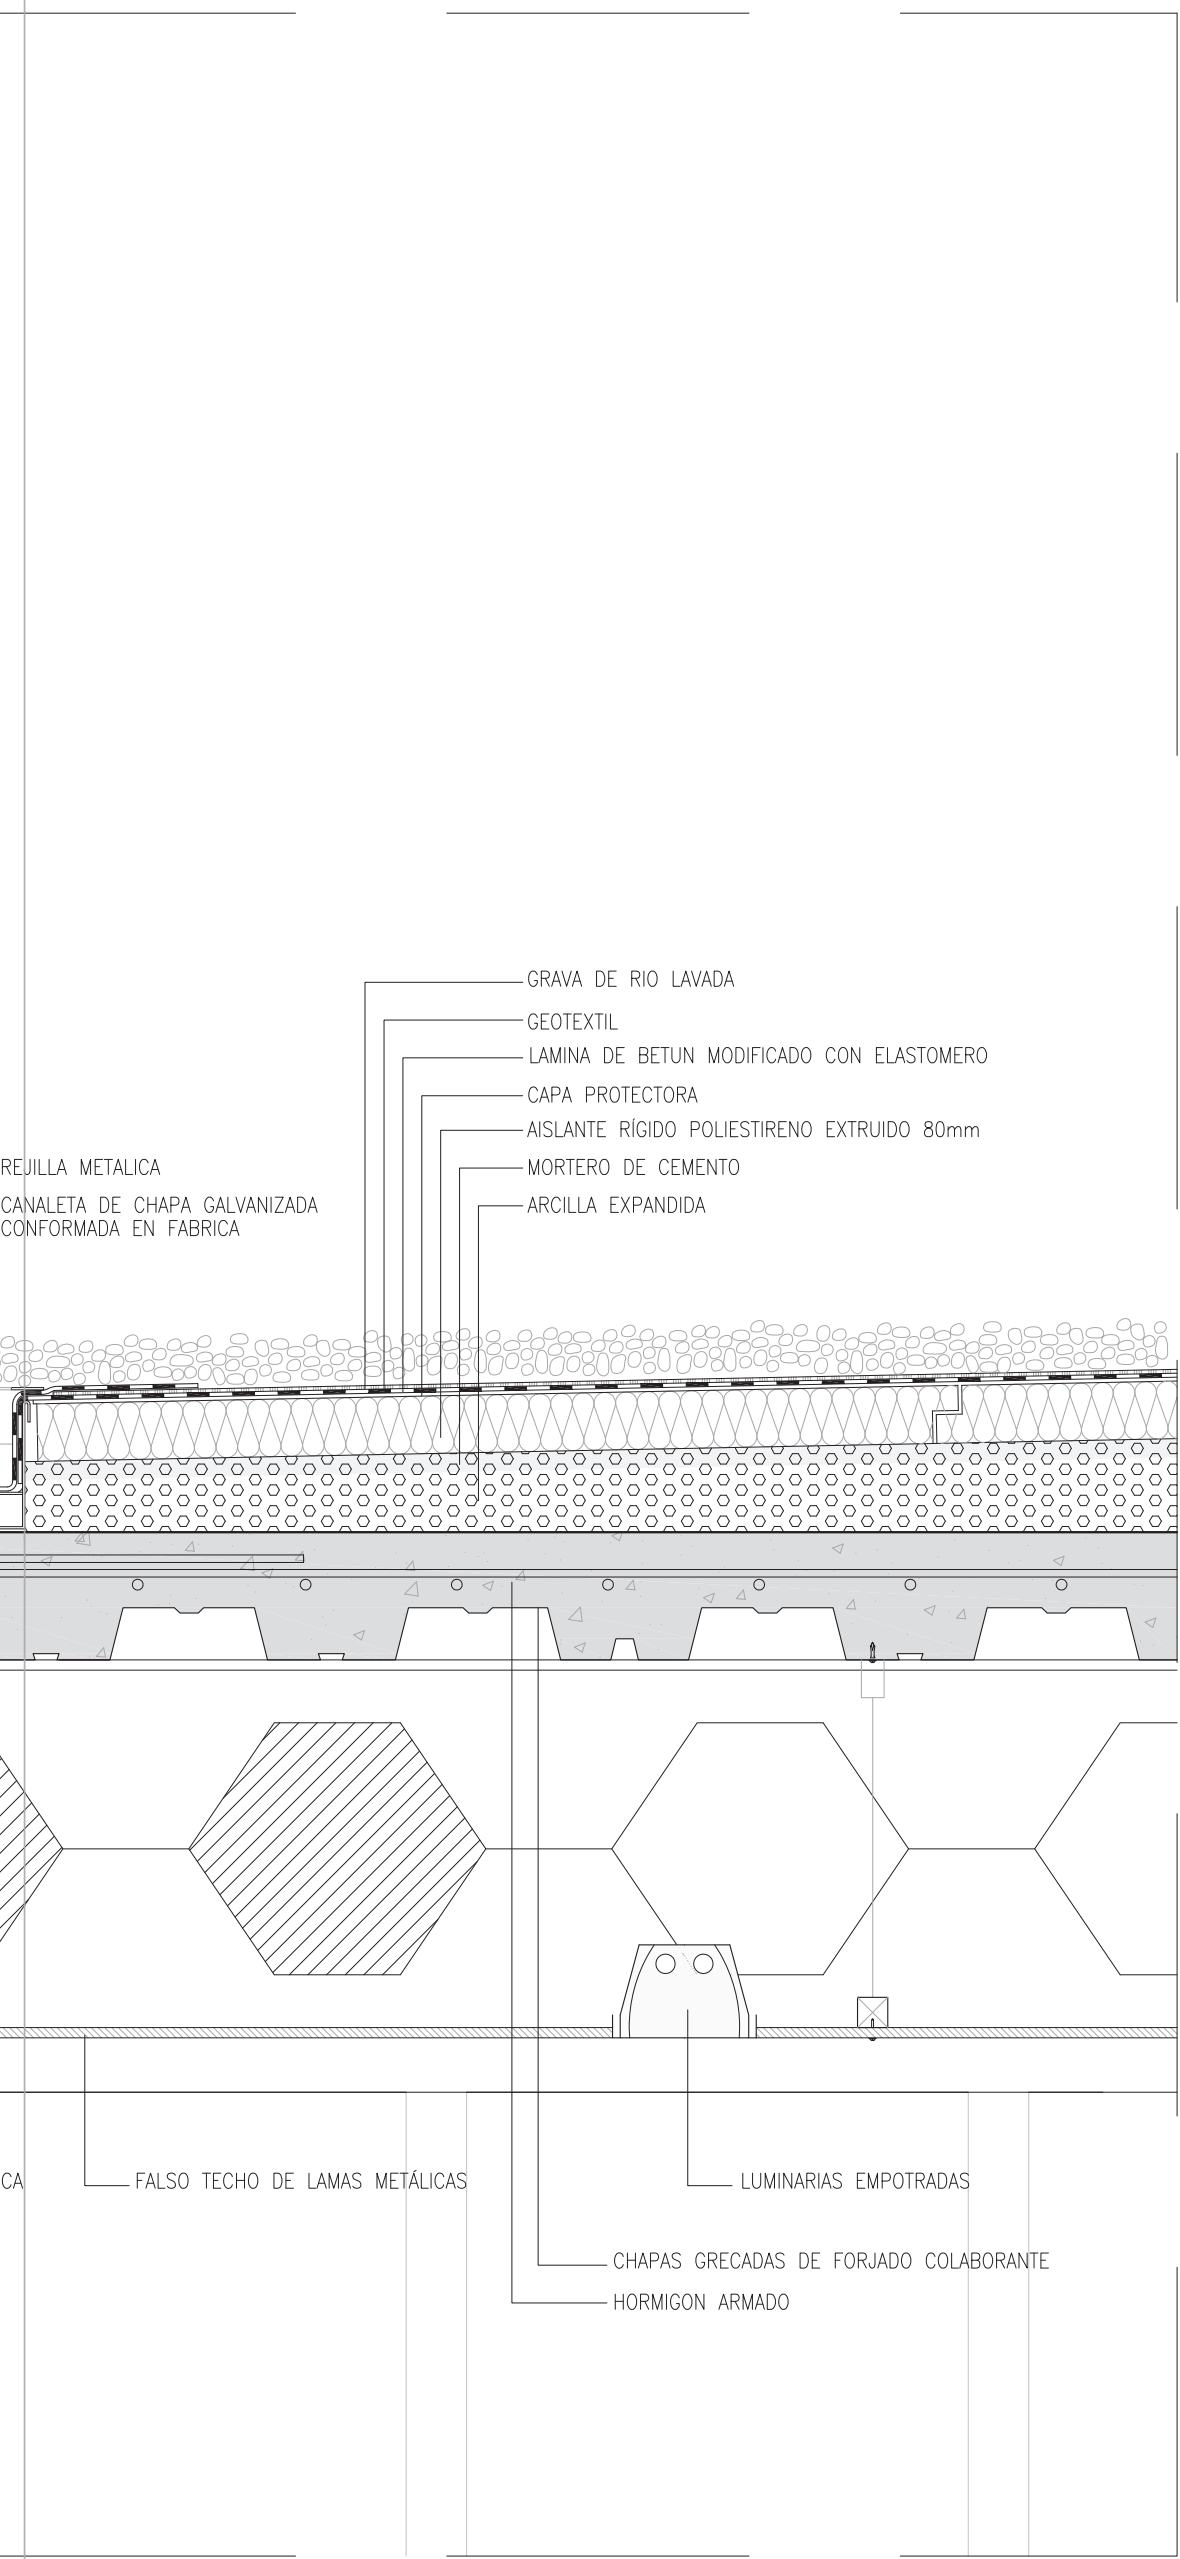 GRAVA DE RIO LAVADA
GEOTEXTIL
LAMINA DE BETUN MODIFICADO CON ELASTOMERO
CAPA PROTECTORA
AISLANTE RÍGIDO POLIESTIRENO EXTRUIDO 80mm
REJILLA METALICA
MORTERO DE CEMENTO
CANALETA DE CHAPA GALVANIZADA
CONFORMADA EN FABRICA
ARCILLA EXPANDIDA
CA
FALSO TECHO DE LAMAS METÁLICAS
LUMINARIAS EMPOTRADAS
CHAPAS GRECADAS DE FORJADO COLABORANTE
HORMIGON ARMADO